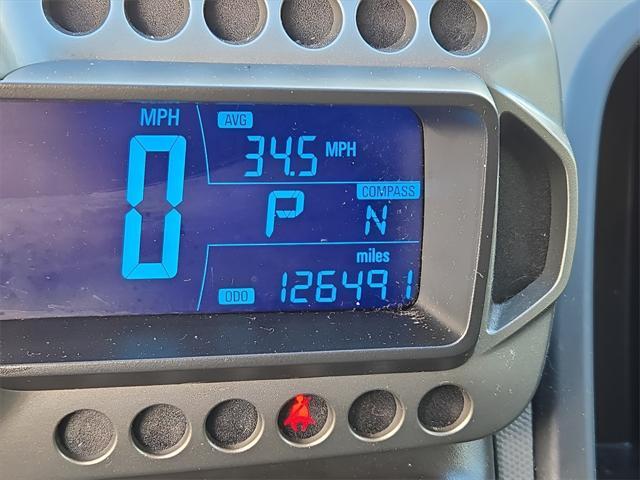 MPH
0
AVG
34.5 MPH
COMPASS
P N
miles
ODO 126491